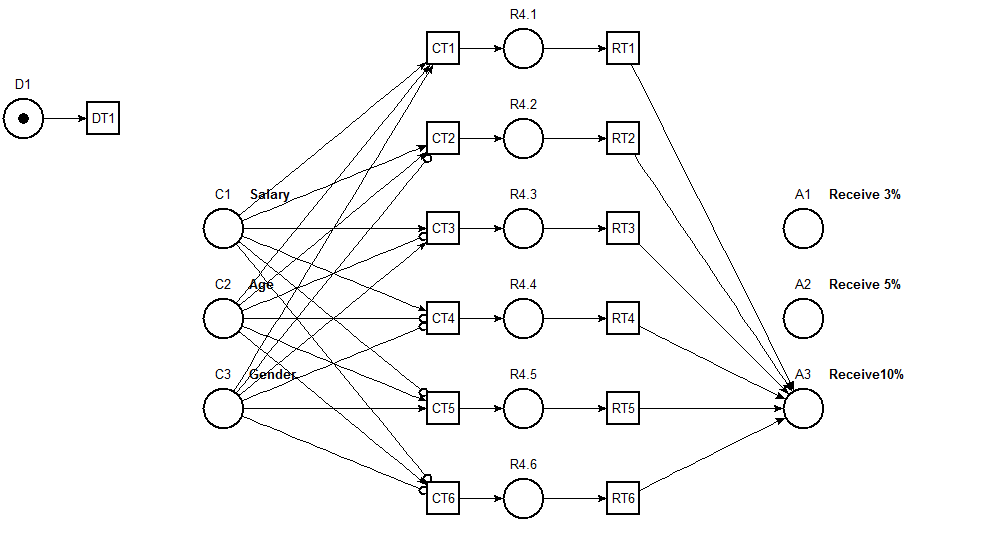 R4.1
CT1
RT1
D1
DT1
R4.2
CT2
RT2
C1 Salary
R4.3
A1 Receive 3%
CT3
RT3
C2 Age
R4.4
A2 Receive 5%
CT4
RT4
C3 Gender
R4.5
A3 Receive10%
CT5
RT5
R4.6
CT6
RT6